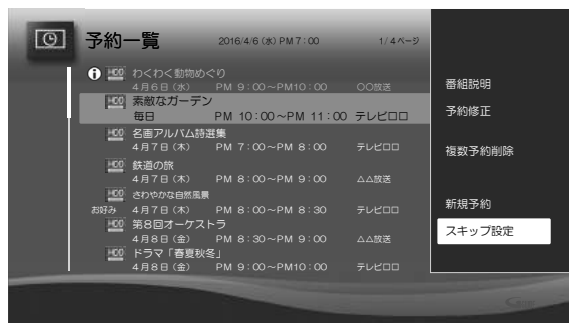 予約一覧 2016/4/6 (水) PM 7:00 1/4ページ
HDD わくわく動物めぐり
4月6日(水) PM 9:00~PM10:00 ○○放送
HDD 素敵なガーデン
毎日 PM 10:00~PM 11:00 テレビ□□
HDD 名画アルバム詩選集
4月7日(木) PM 7:00~PM 8:00 テレビ□□
HDD 鉄道の旅
4月7日(木) PM 8:00~PM 9:00 △△放送
HDD さわやかな自然風景
お好み 4月7日(木) PM 8:00~PM 8:30 テレビ□□
HDD 第8回オーケストラ
4月8日(金) PM 8:30~PM 9:00 △△放送
HDD ドラマ「春夏秋冬」
4月8日(金) PM 9:00~PM10:00 テレビ□□
番組説明
予約修正
複数予約削除
新規予約
スキップ設定